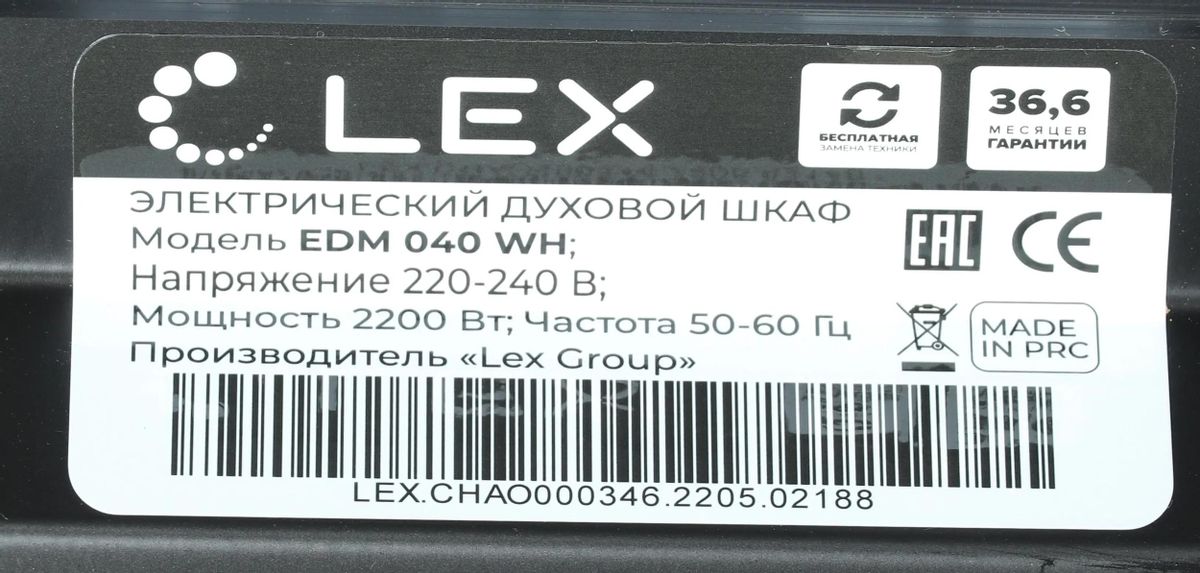 LEX
БЕСПЛАТНАЯ
ЗАМЕНА ТЕХНИКИ
36,6
МЕСЯЦЕВ
ГАРАНТИИ
ЭЛЕКТРИЧЕСКИЙ ДУХОВОЙ ШКАФ
Модель EDM 040 WH;
Напряжение 220-240 В;
Мощность 2200 Вт; Частота 50-60 Гц
Производитель «Lex Group»
EAC
CE
MADE
IN PRC
LEX.CHAO000346.2205.02188